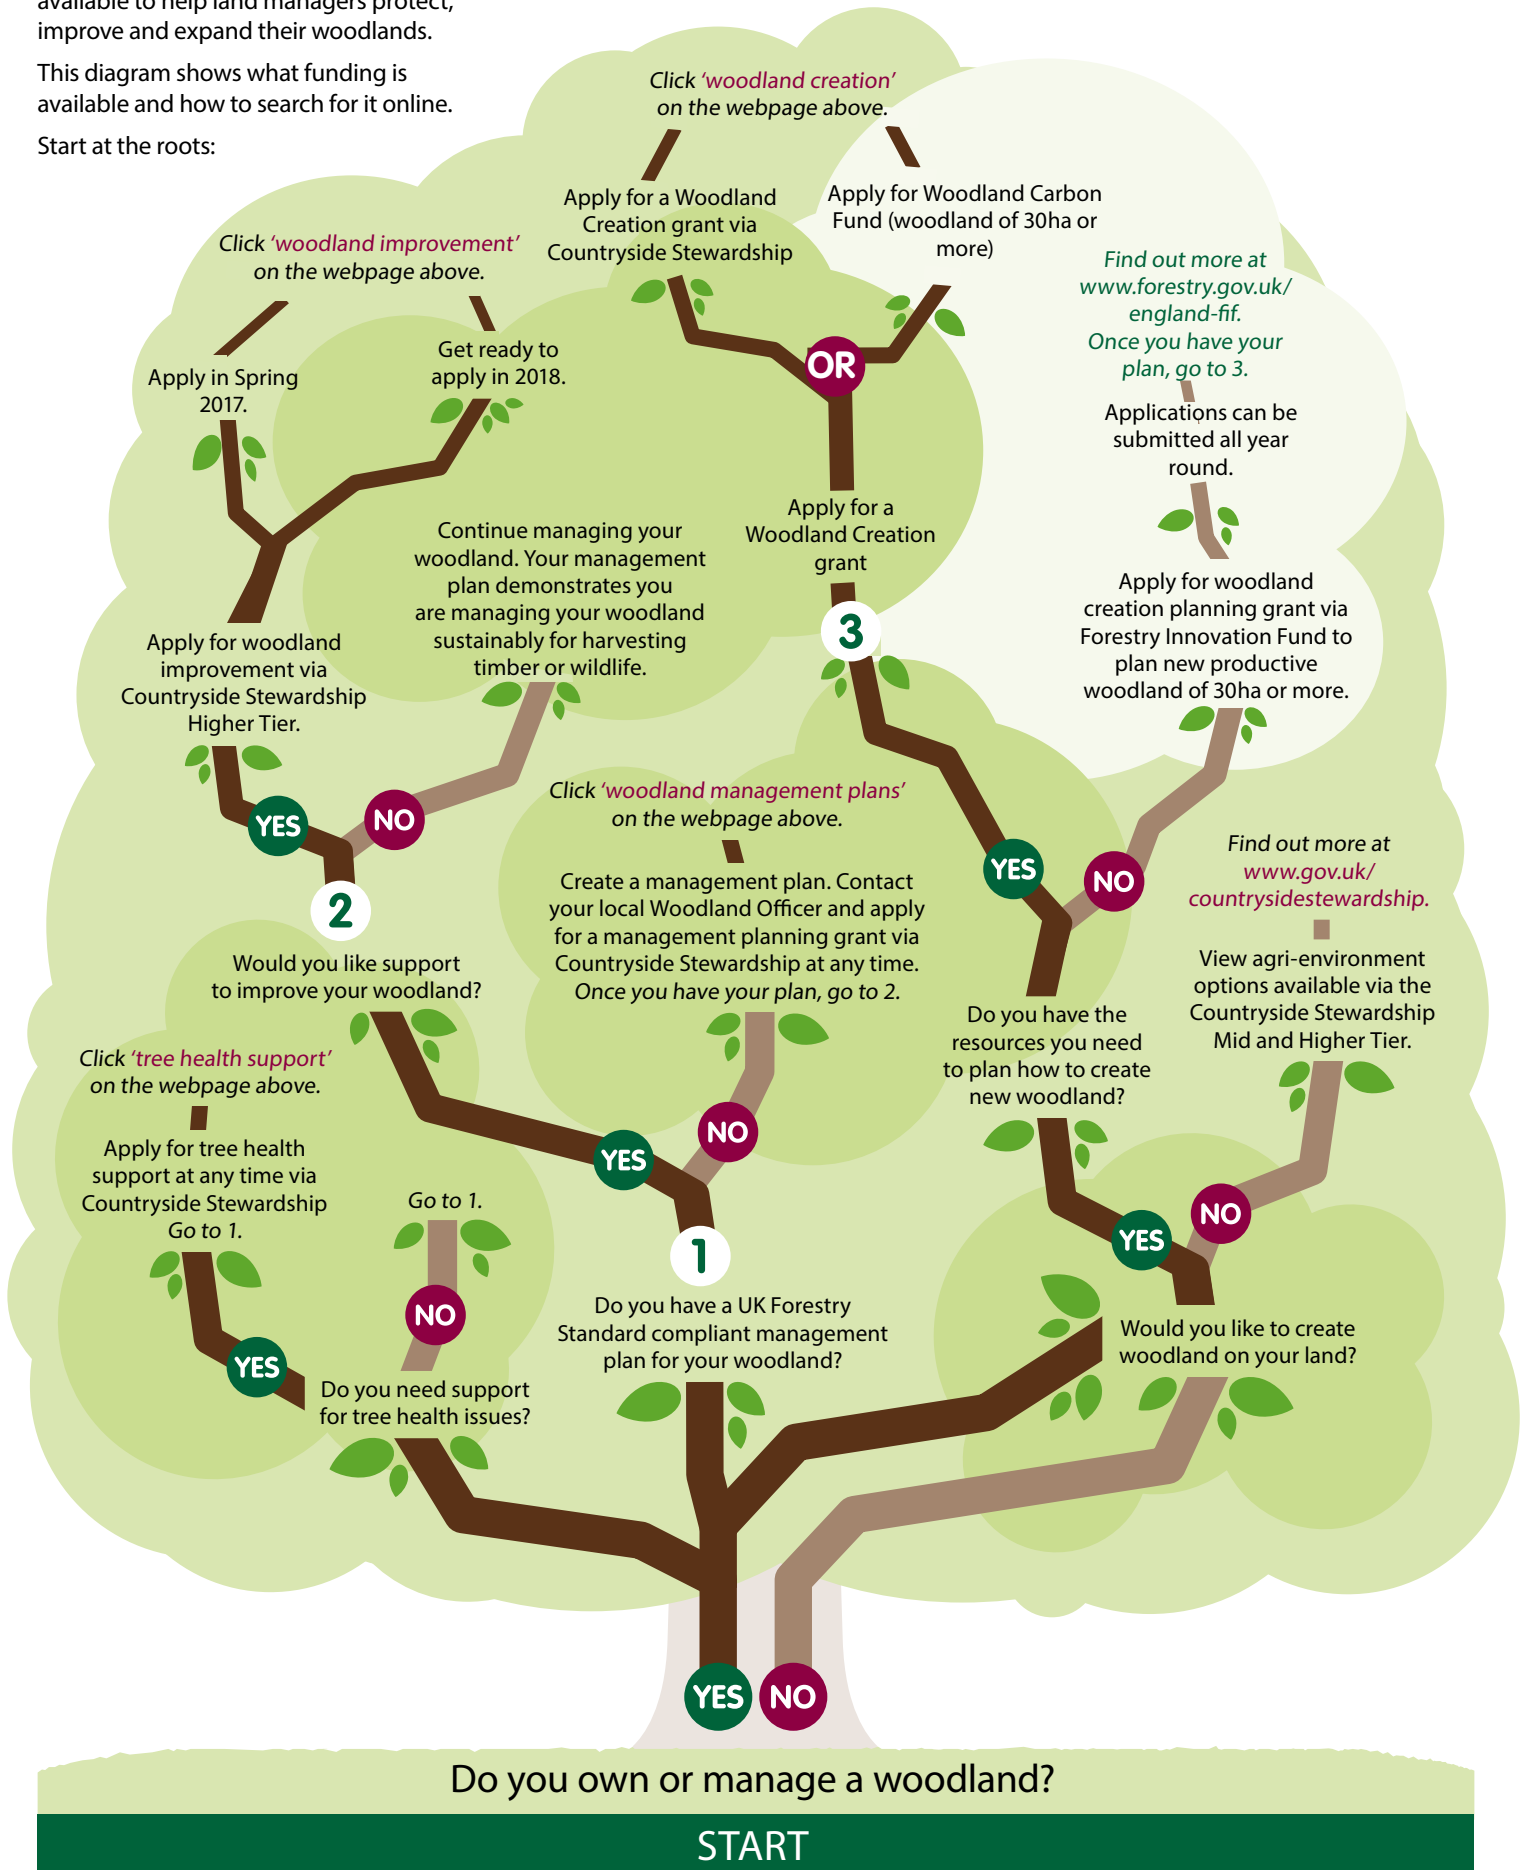 available to help land managers protect,
improve and expand their woodlands.
This diagram shows what funding is
available and how to search for it online.
Start at the roots:
Click 'woodland creation'
on the webpage above.
Apply for a Woodland
Creation grant via
Countryside Stewardship
Apply for Woodland Carbon
Fund (woodland of 30ha or
more)
Click 'woodland improvement'
on the webpage above.
Find out more at
www.forestry.gov.uk/
england-fif.
Once you have your
plan, go to 3.
Apply in Spring
2017.
Get ready to
apply in 2018.
OR
Applications can be
submitted all year
round.
Continue managing your
woodland. Your management
plan demonstrates you
are managing your woodland
sustainably for harvesting
timber or wildlife.
Apply for a
Woodland Creation
grant
3
Apply for woodland
creation planning grant via
Forestry Innovation Fund to
plan new productive
woodland of 30ha or more.
Apply for woodland
improvement via
Countryside Stewardship
Higher Tier.
YES
NO
2
Click 'woodland management plans'
on the webpage above.
Create a management plan. Contact
your local Woodland Officer and apply
for a management planning grant via
Countryside Stewardship at any time.
Once you have your plan, go to 2.
YES
NO
Find out more at
www.gov.uk/
countrysidestewardship.
View agri-environment
options available via the
Countryside Stewardship
Mid and Higher Tier.
Would you like support
to improve your woodland?
Do you have the
resources you need
to plan how to create
new woodland?
Click 'tree health support'
on the webpage above.
Apply for tree health
support at any time via
Countryside Stewardship
Go to 1.
Go to 1.
YES
NO
1
YES
NO
YES
NO
Do you need support
for tree health issues?
Do you have a UK Forestry
Standard compliant management
plan for your woodland?
Would you like to create
woodland on your land?
YES
NO
Do you own or manage a woodland?
START